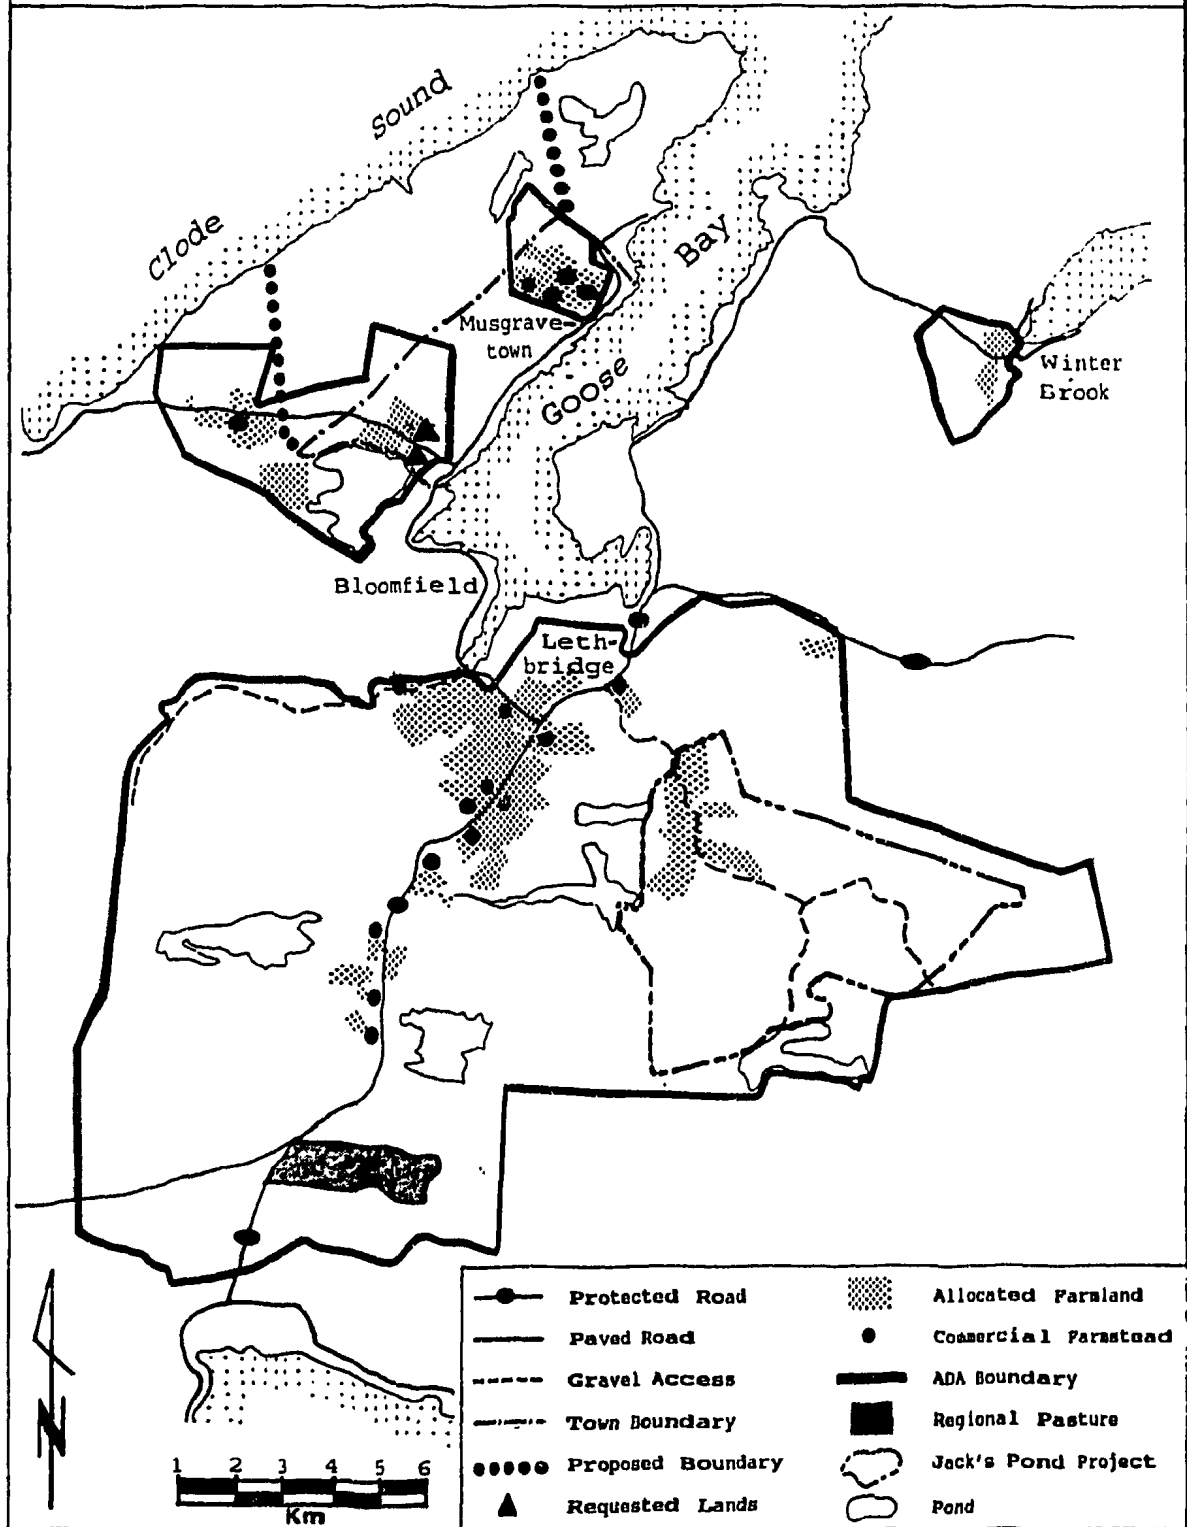 Clode Sound
Goose Bay
Musgrave-
town
Winter
Brook
Bloomfield
Leth-
bridge
N
1 2 3 4 5 6
Km
Protected Road
Paved Road
Gravel Access
Town Boundary
Proposed Boundary
Requested Lands
Allocated Farmland
Commercial Farmstead
ADA Boundary
Regional Pasture
Jack's Pond Project
Pond